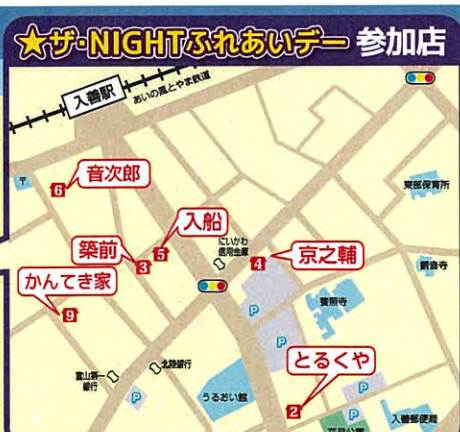 ★ザ・NIGHTふれあいデー 参加店
入善駅
あいの風とやま鉄道
〒
6
音次郎
東部保育所
入船
5
築前
3
にいかわ
信用金庫
4
京之輔
観音寺
かんてき家
9
養照寺
P
P
とるくや
富山第一
銀行
北陸銀行
P
うるおい館
2
P
P
入善郵便局